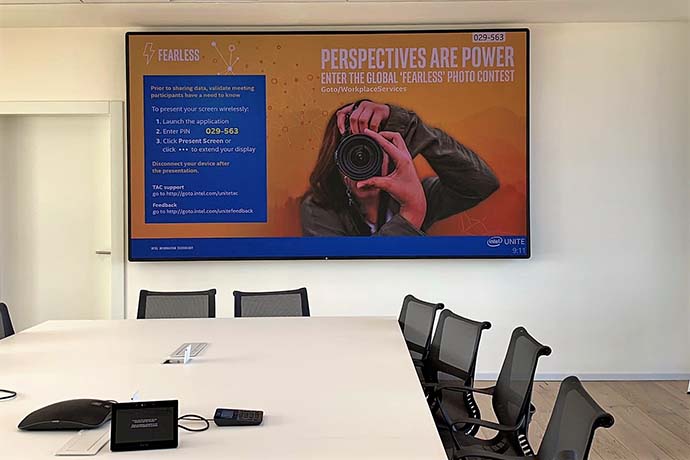 029-563
FEARLESS
PERSPECTIVES ARE POWER
ENTER THE GLOBAL 'FEARLESS' PHOTO CONTEST
Goto/WorkplaceServices
Prior to sharing data, validate meeting
participants have a need to know
To present your screen wirelessly:
1. Launch the application
2. Enter PIN 029-563
3. Click Present Screen or
click ••• to extend your display
Disconnect your device after
the presentation.
TAC support
go to http://goto.intel.com/unitetac
Feedback
go to http://goto.intel.com/unitefeedback
INTEL INFORMATION TECHNOLOGY
intel UNITE
9:11